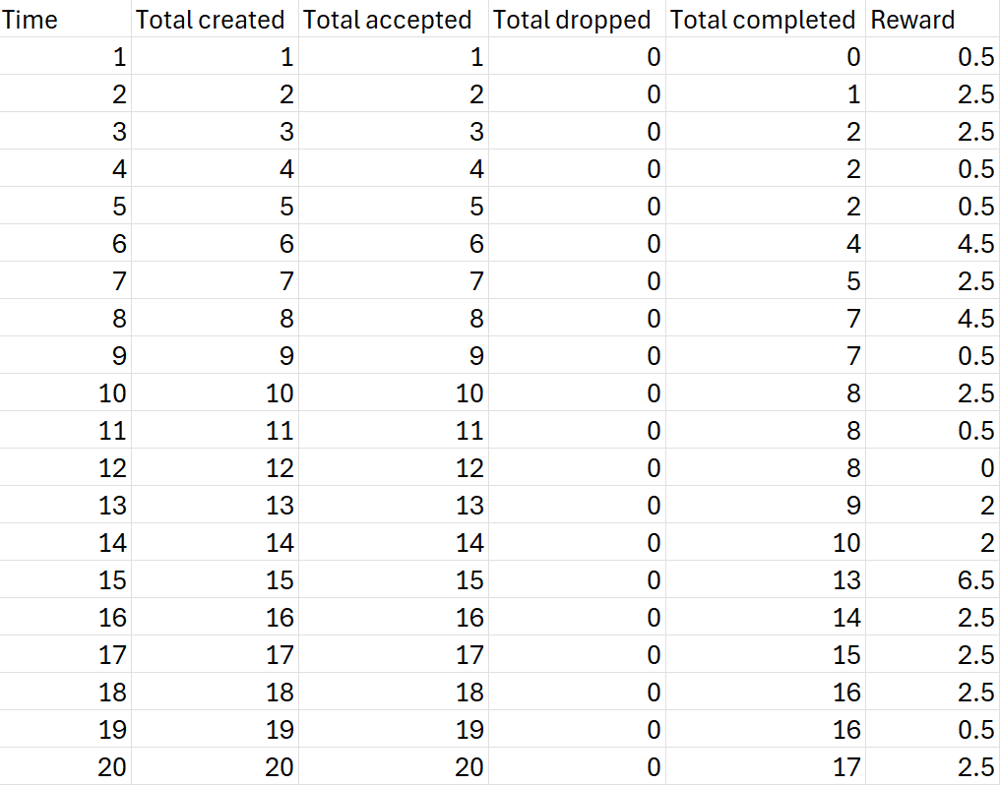 Time Total created Total accepted Total dropped Total completed Reward
1 1 1 0 0 0.5
2 2 2 0 1 2.5
3 3 3 0 2 2.5
4 4 4 0 2 0.5
5 5 5 0 2 0.5
6 6 6 0 4 4.5
7 7 7 0 5 2.5
8 8 8 0 7 4.5
9 9 9 0 7 0.5
10 10 10 0 8 2.5
11 11 11 0 8 0.5
12 12 12 0 8 0
13 13 13 0 9 2
14 14 14 0 10 2
15 15 15 0 13 6.5
16 16 16 0 14 2.5
17 17 17 0 15 2.5
18 18 18 0 16 2.5
19 19 19 0 16 0.5
20 20 20 0 17 2.5